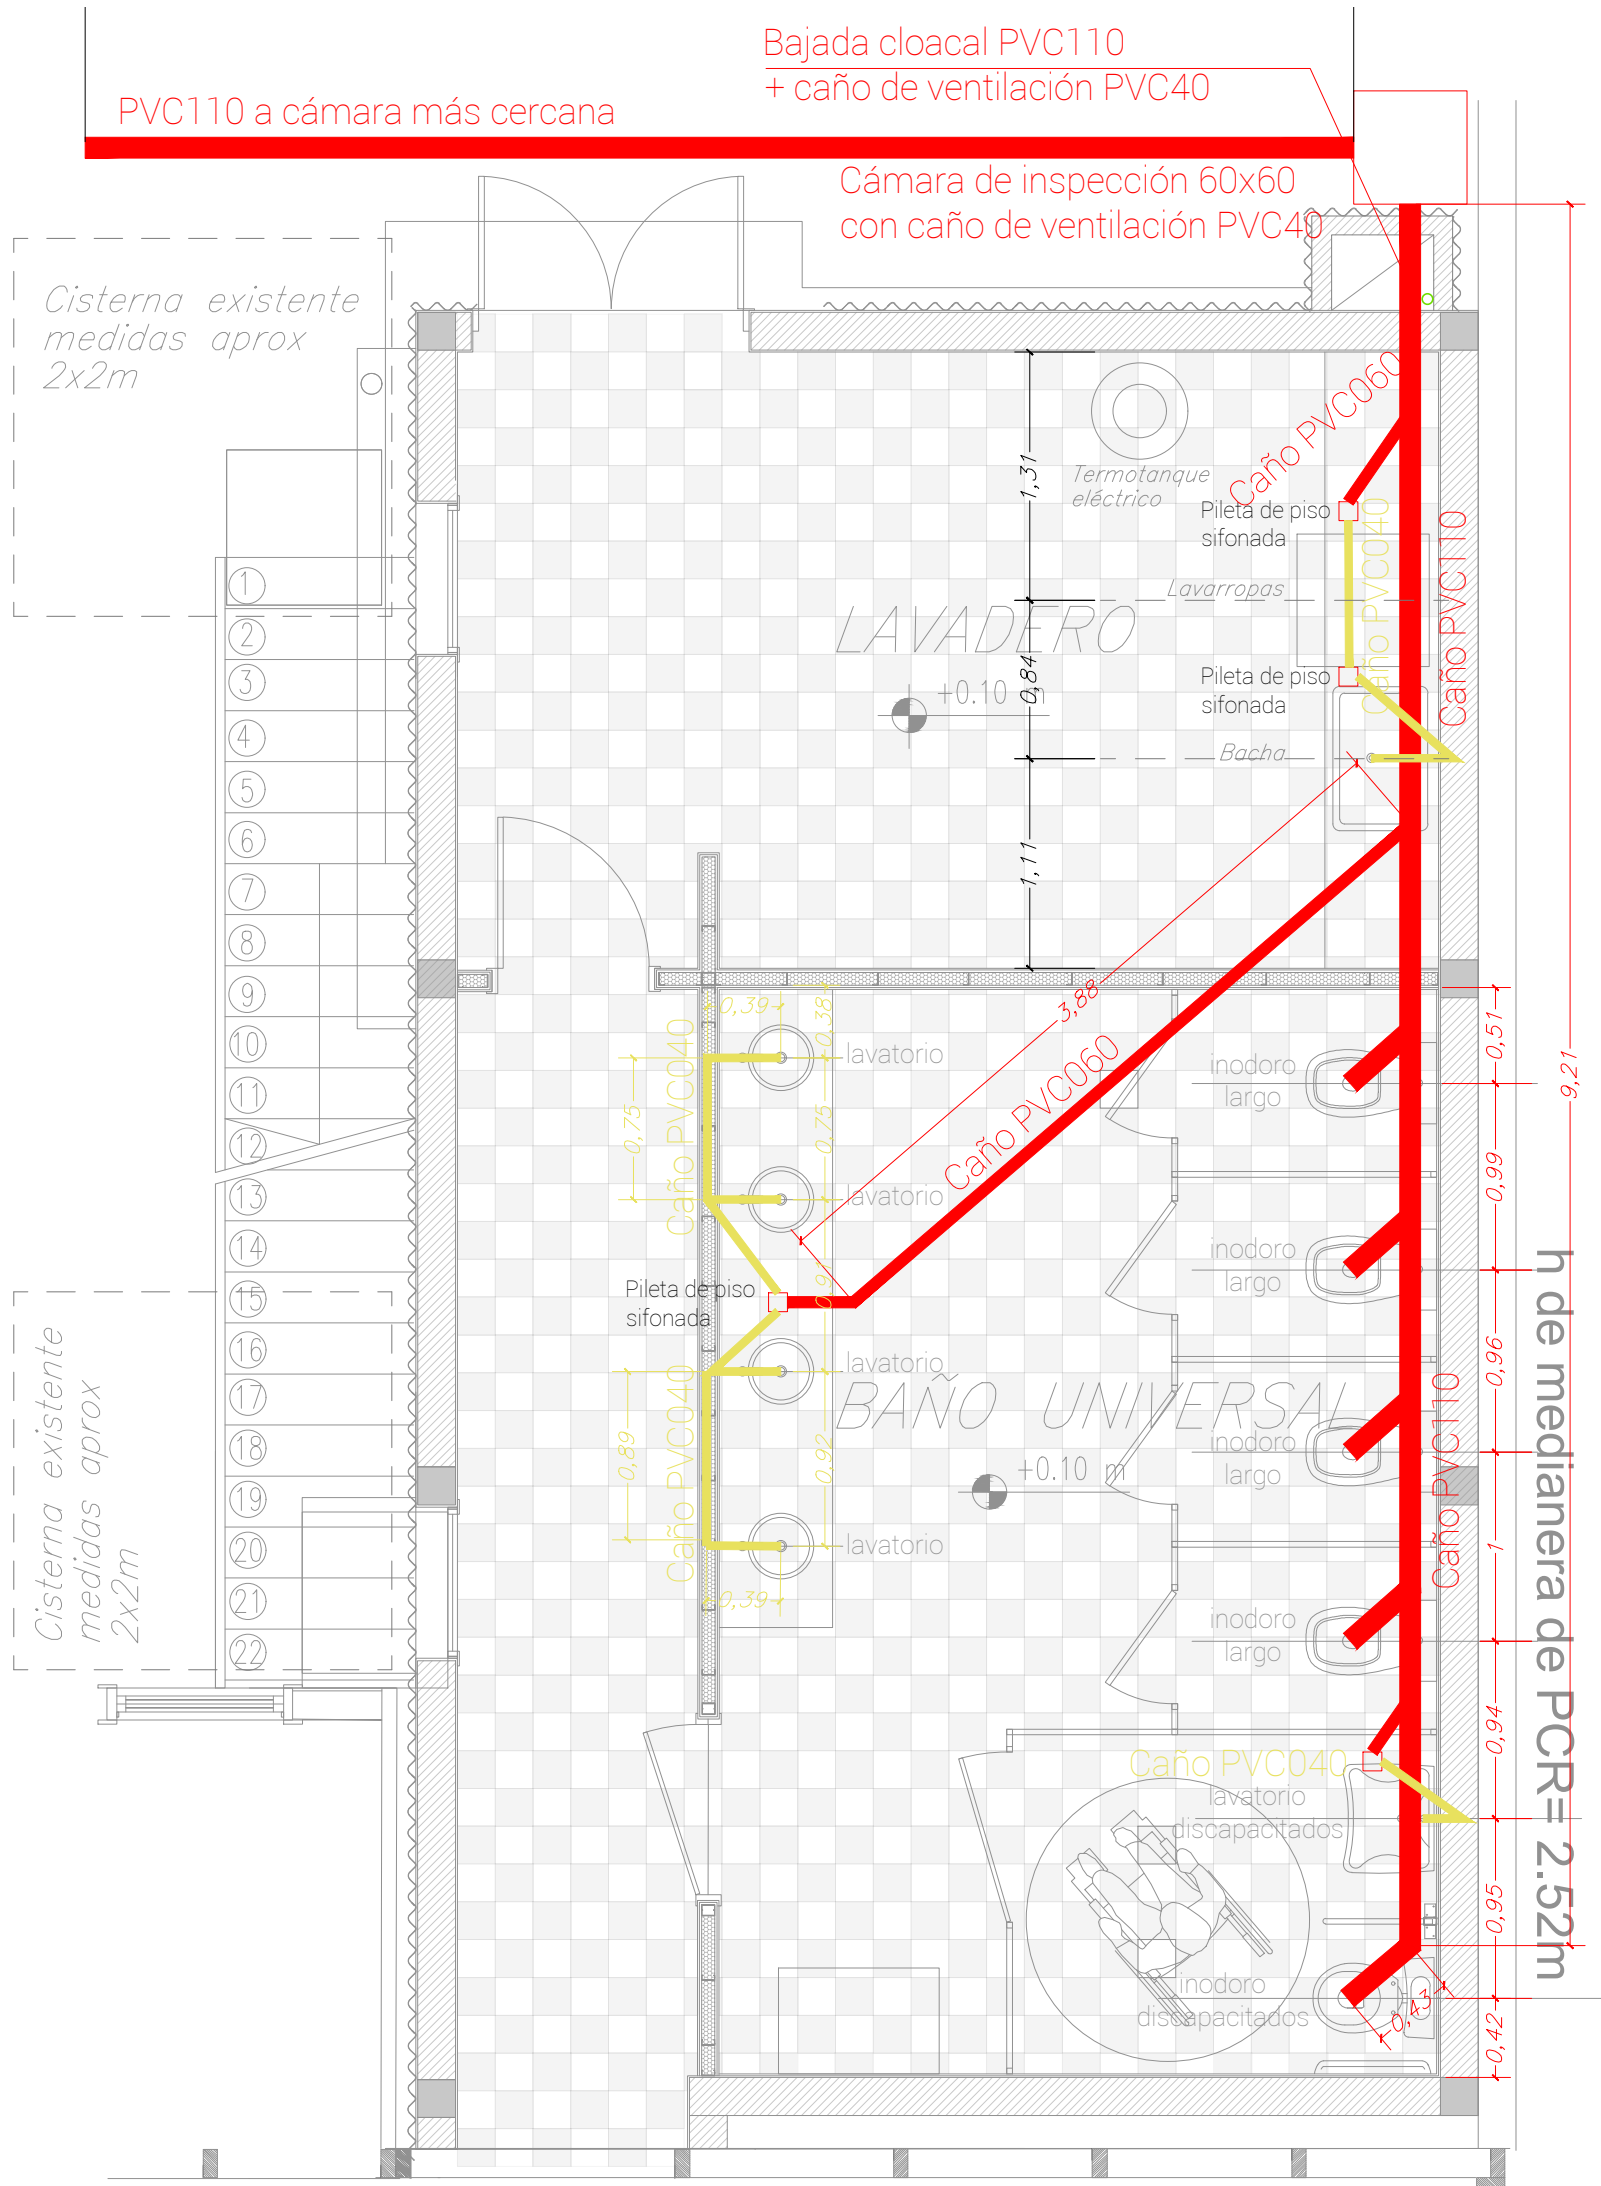 Bajada cloacal PVC110
+ caño de ventilación PVC40
PVC110 a cámara más cercana
Cámara de inspección 60x60
con caño de ventilación PVC40
Cisterna existente
medidas aprox
2x2m
Caño PVC060
1,31
Termotanque
eléctrico
Pileta de piso
sifonada
Caño PVC040
Caño PVC110
Lavarropas
LAVADERO
0,84
Pileta de piso
sifonada
+0.10 m
Bacha
1,11
1
2
3
4
5
6
7
8
9
10
11
12
13
14
15
16
17
18
19
20
21
22
3,88
Caño PVC060
0,39
0,38
lavatorio
0,75
Caño PVC040
0,75
lavatorio
0,91
Pileta de piso
sifonada
lavatorio
0,89
Caño PVC040
0,92
lavatorio
0,39
BAÑO UNIVERSAL
+0.10 m
inodoro
largo
inodoro
largo
inodoro
largo
inodoro
largo
Caño PVC110
0,51
0,99
0,96
1
0,94
0,95
0,42
9,21
h de medianera de PCR= 2.52m
Caño PVC040
lavatorio
discapacitados
inodoro
discapacitados
0,43
Cisterna existente
medidas aprox
2x2m